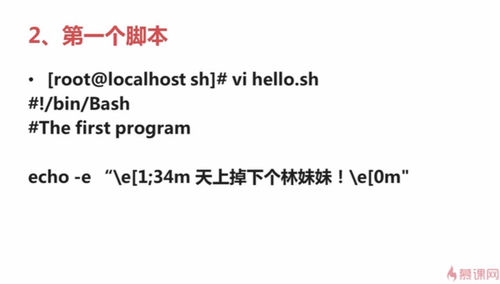 2、第一个脚本
• [root@localhost sh]# vi hello.sh
#!/bin/Bash
#The first program
echo -e “\e[1;34m 天上掉下个林妹妹！\e[0m"
慕课网